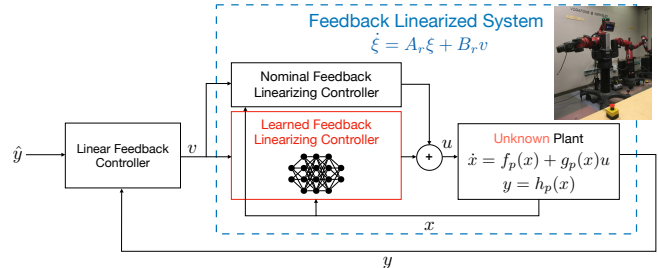 Feedback Linearized System
ξ̇ = A_r ξ + B_r v
Nominal Feedback
Linearizing Controller
Learned Feedback
Linearizing Controller
ŷ
Linear Feedback
Controller
v
+
u
Unknown Plant
ẋ = f_p(x) + g_p(x)u
y = h_p(x)
x
y